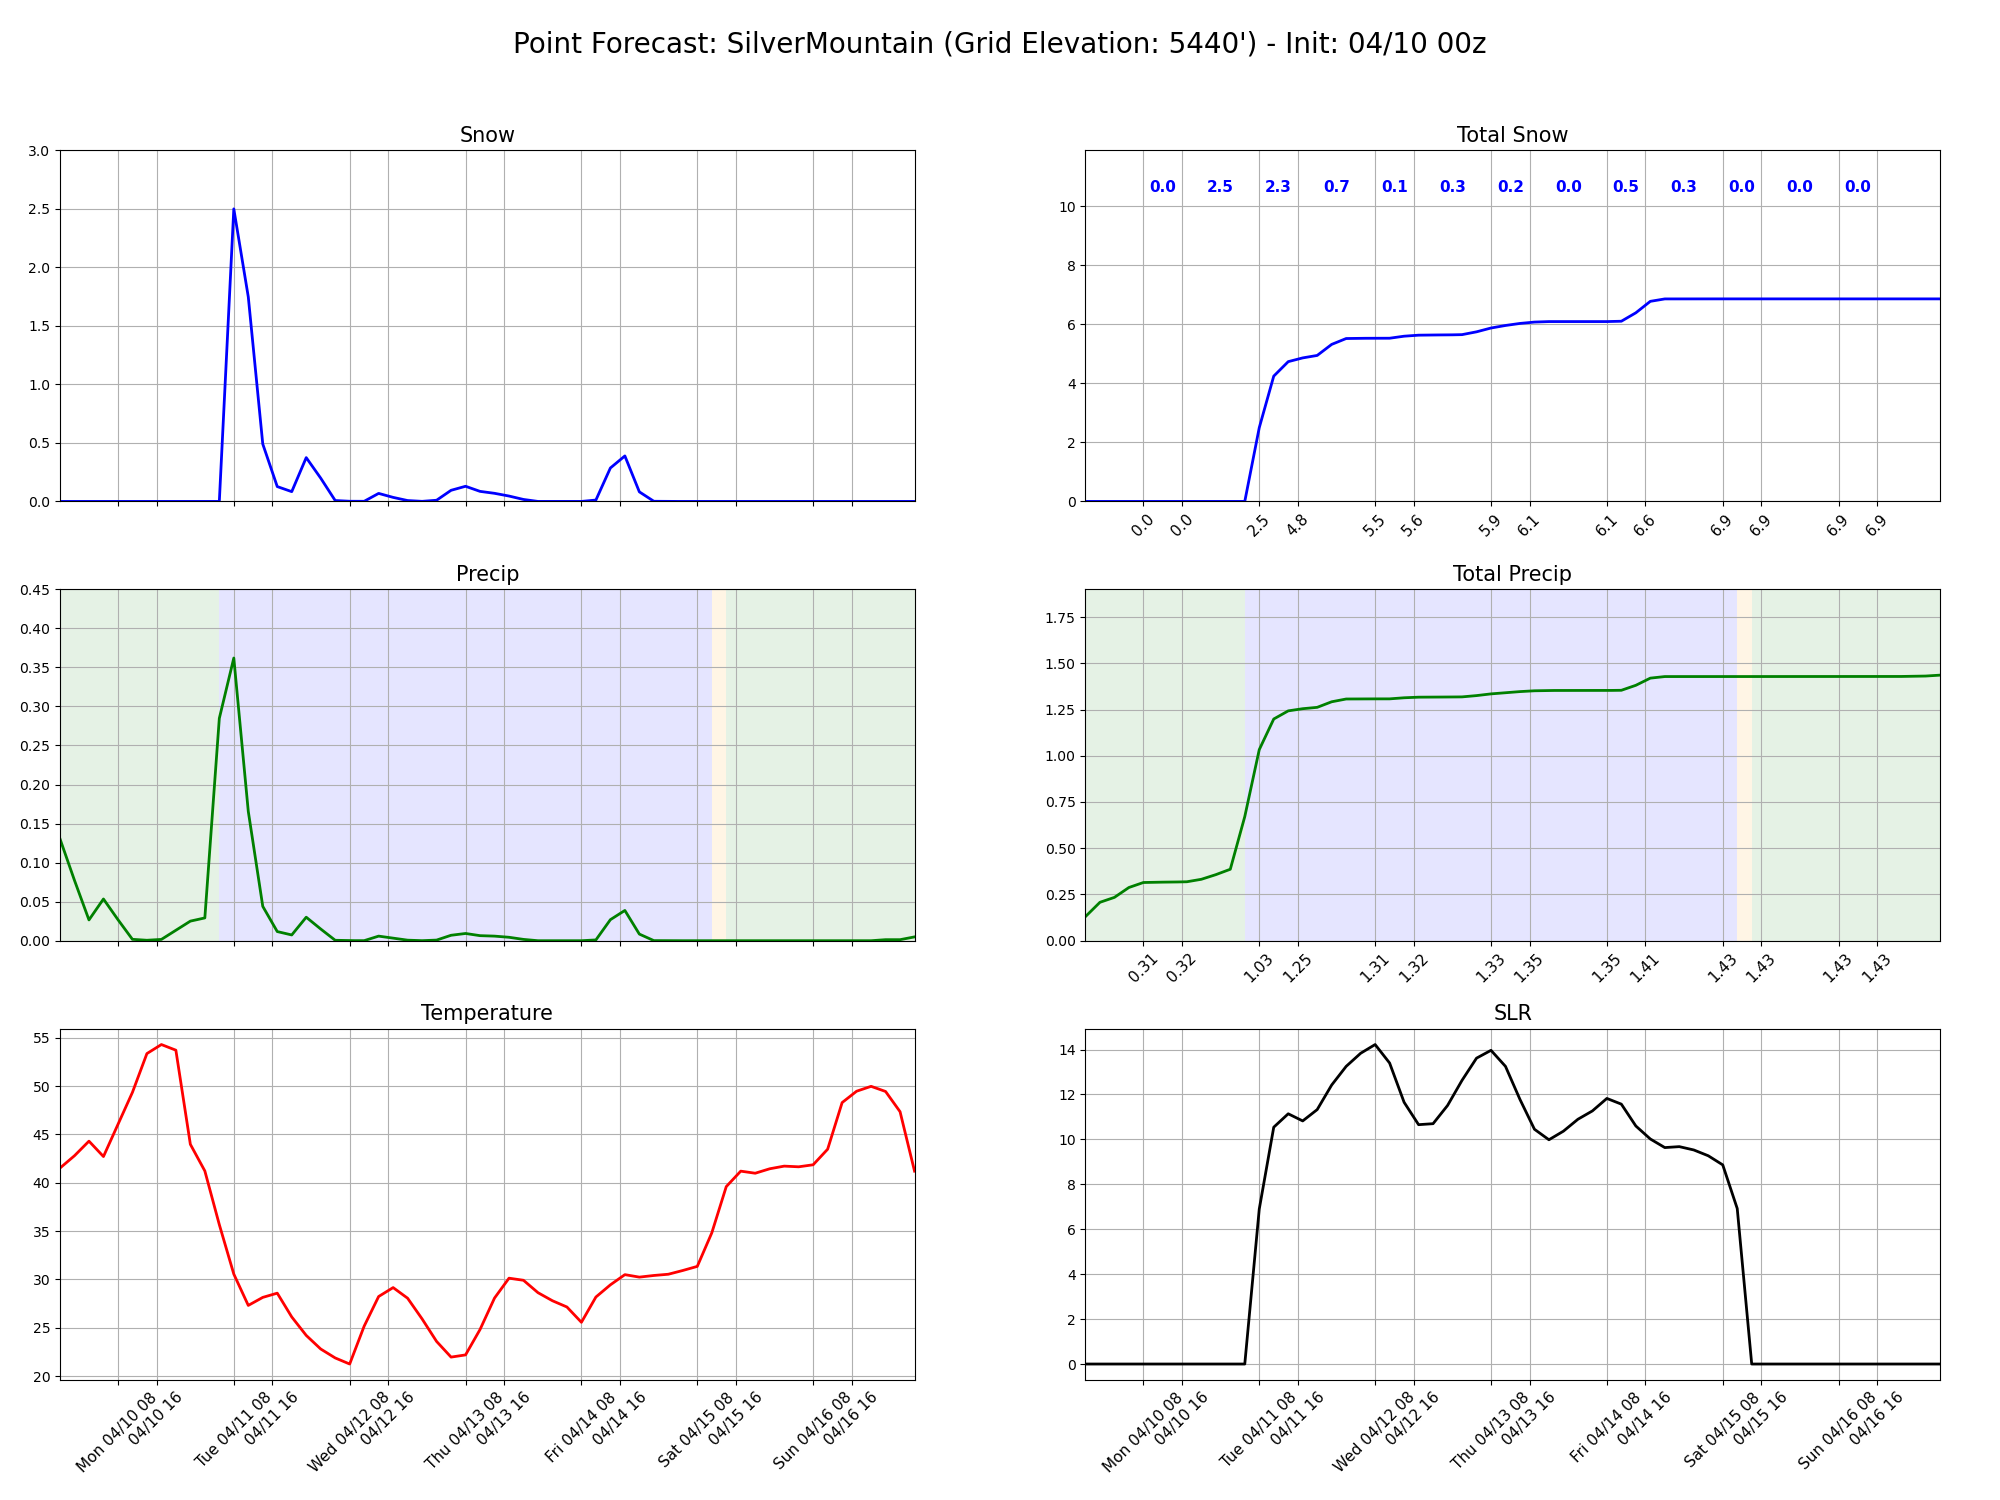 Point Forecast: SilverMountain (Grid Elevation: 5440') - Init: 04/10 00z
Snow
3.0
2.5
2.0
1.5
1.0
0.5
0.0
Total Snow
0.0 2.5 2.3 0.7 0.1 0.3 0.2 0.0 0.5 0.3 0.0 0.0 0.0
10
8
6
4
2
0
0.0 0.0 2.5 4.8 5.5 5.6 5.9 6.1 6.1 6.6 6.9 6.9 6.9 6.9
Precip
0.45
0.40
0.35
0.30
0.25
0.20
0.15
0.10
0.05
0.00
Total Precip
1.75
1.50
1.25
1.00
0.75
0.50
0.25
0.00
0.31 0.32 1.03 1.25 1.31 1.32 1.33 1.35 1.35 1.41 1.43 1.43 1.43 1.43
Temperature
55
50
45
40
35
30
25
20
Mon 04/10 08
04/10 16
Tue 04/11 08
04/11 16
Wed 04/12 08
04/12 16
Thu 04/13 08
04/13 16
Fri 04/14 08
04/14 16
Sat 04/15 08
04/15 16
Sun 04/16 08
04/16 16
SLR
14
12
10
8
6
4
2
0
Mon 04/10 08
04/10 16
Tue 04/11 08
04/11 16
Wed 04/12 08
04/12 16
Thu 04/13 08
04/13 16
Fri 04/14 08
04/14 16
Sat 04/15 08
04/15 16
Sun 04/16 08
04/16 16